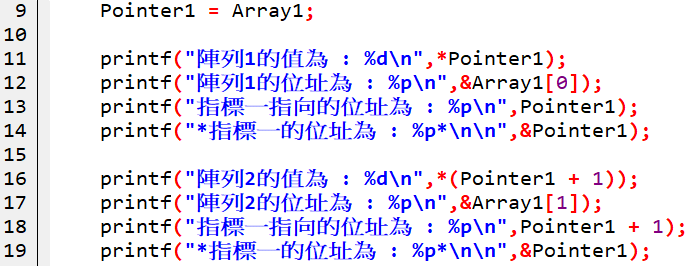 9 Pointer1 = Array1;
10
11 printf("陣列1的值為 : %d\n",*Pointer1);
12 printf("陣列1的位址為 : %p\n",&Array1[0]);
13 printf("指標一指向的位址為 : %p\n",Pointer1);
14 printf("*指標一的位址為 : %p*\n\n",&Pointer1);
15
16 printf("陣列2的值為 : %d\n",*(Pointer1 + 1));
17 printf("陣列2的位址為 : %p\n",&Array1[1]);
18 printf("指標一指向的位址為 : %p\n",Pointer1 + 1);
19 printf("*指標一的位址為 : %p*\n\n",&Pointer1);